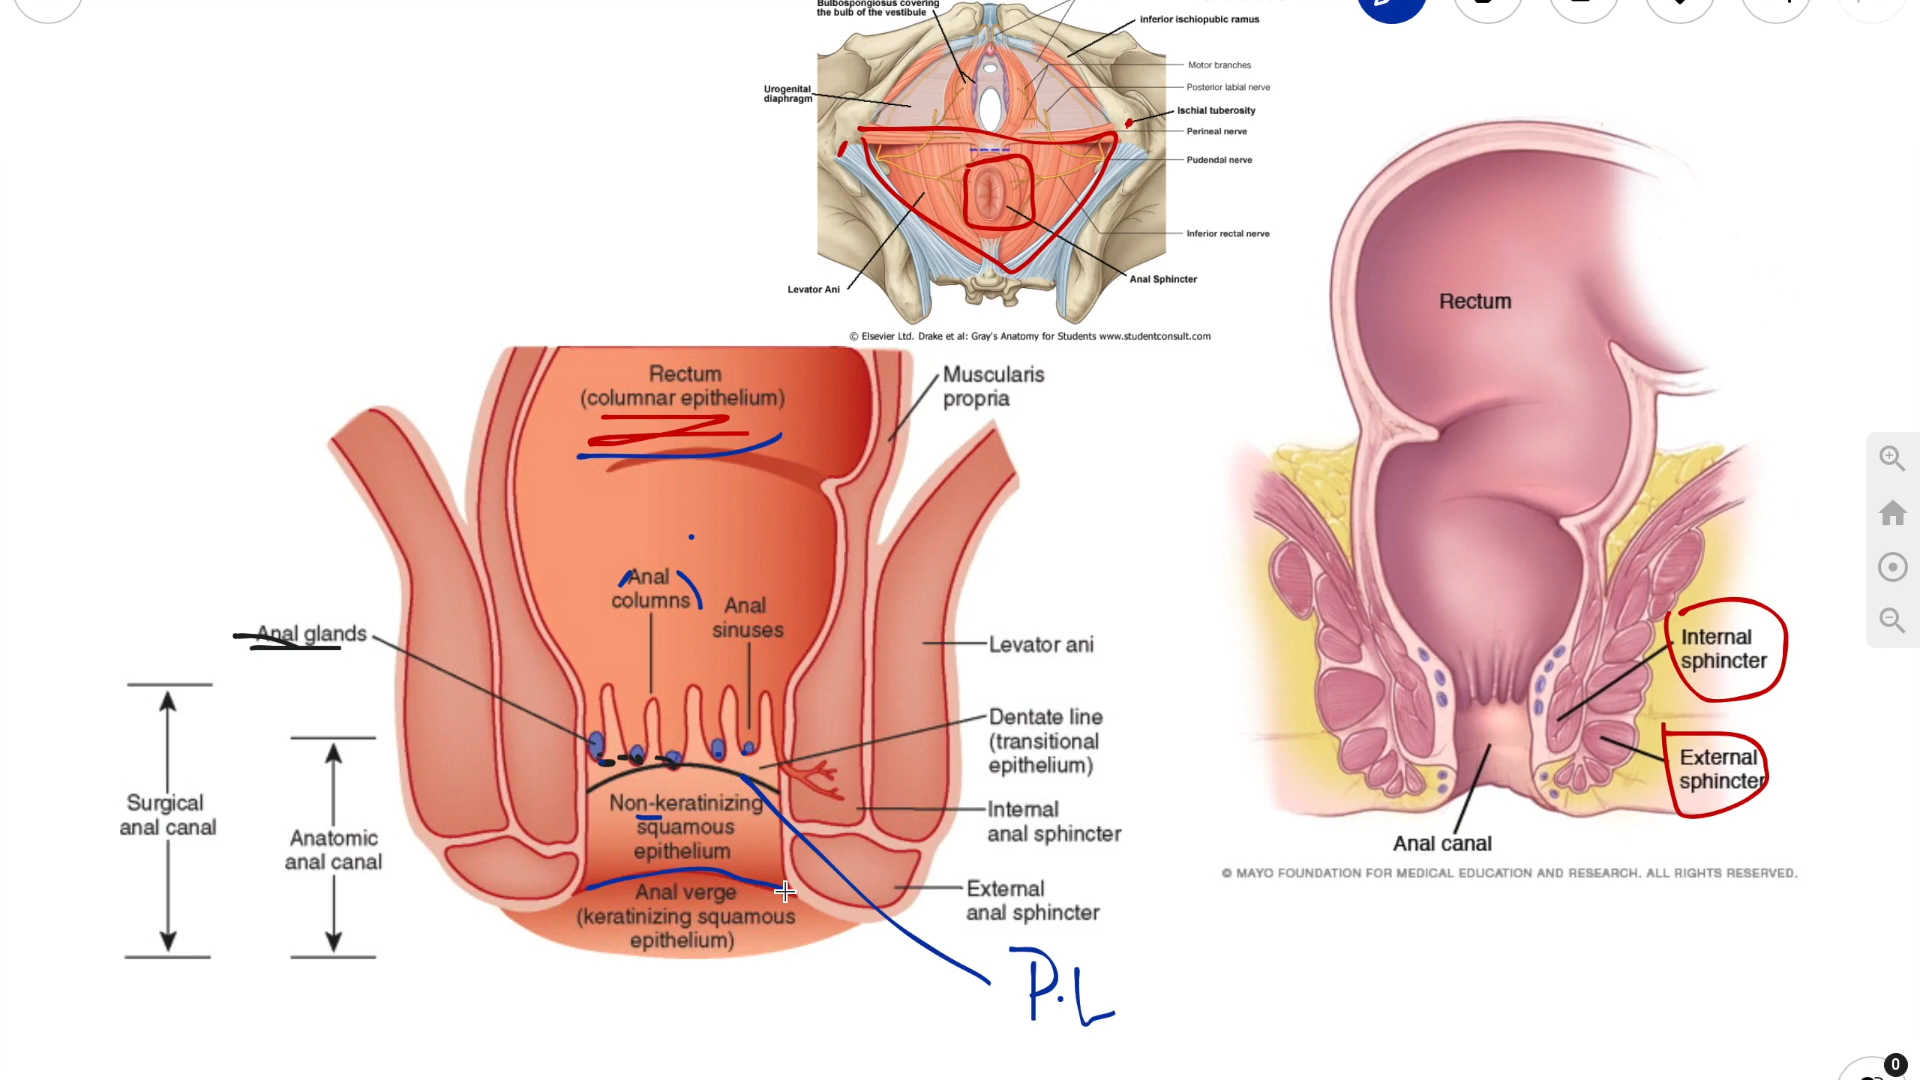 Bulbospongiosus covering
the bulb of the vestibule
inferior ischiopubic ramus
Motor branches
Posterior labial nerve
Urogenital
diaphragm
Ischial tuberosity
Perineal nerve
Pudendal nerve
Inferior rectal nerve
Anal Sphincter
Levator Ani
© Elsevier Ltd. Drake et al: Gray's Anatomy for Students www.studentconsult.com
Rectum
(columnar epithelium)
Muscularis
propria
Anal
columns
Anal
sinuses
Anal glands
Levator ani
Dentate line
(transitional
epithelium)
Surgical
anal canal
Anatomic
anal canal
Non-keratinizing
squamous
epithelium
Internal
anal sphincter
Anal verge
(keratinizing squamous
epithelium)
External
anal sphincter
P.L
Rectum
Internal
sphincter
External
sphincter
Anal canal
© MAYO FOUNDATION FOR MEDICAL EDUCATION AND RESEARCH. ALL RIGHTS RESERVED.
0